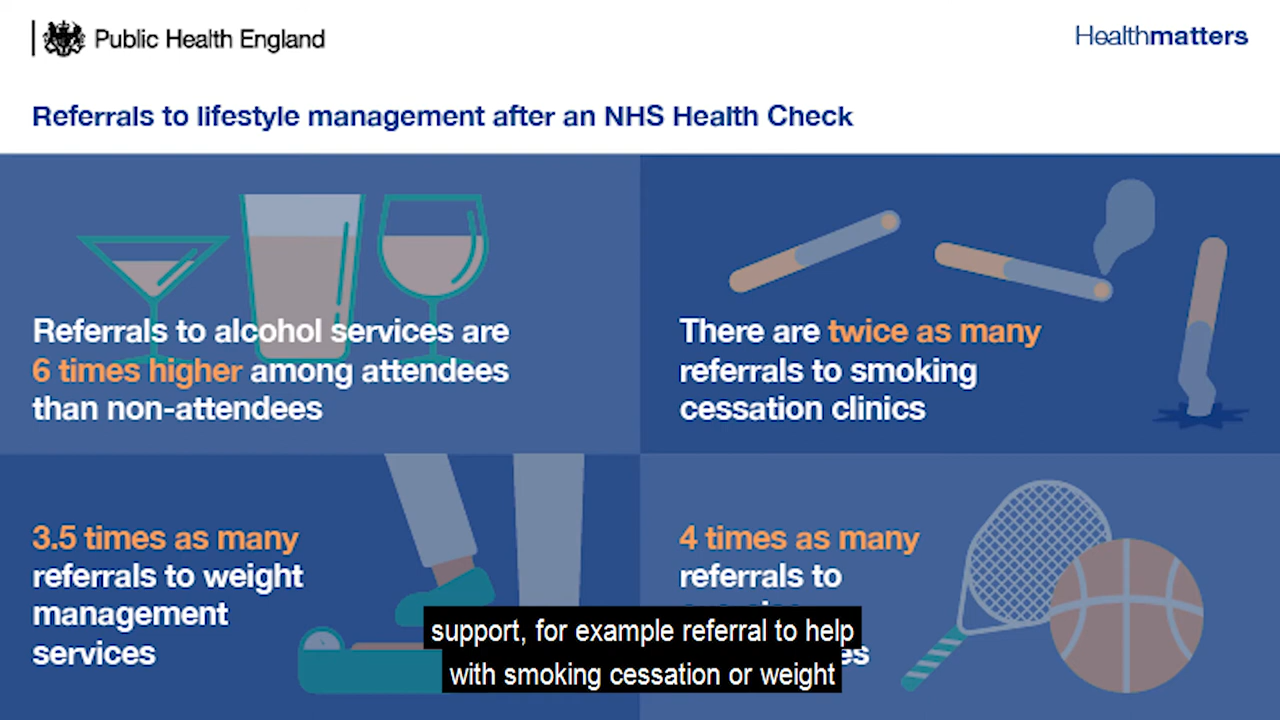 Public Health England
Healthmatters
Referrals to lifestyle management after an NHS Health Check
Referrals to alcohol services are
6 times higher among attendees
than non-attendees
There are twice as many
referrals to smoking
cessation clinics
3.5 times as many
referrals to weight
management
services
4 times as many
referrals to
support, for example referral to help
with smoking cessation or weight